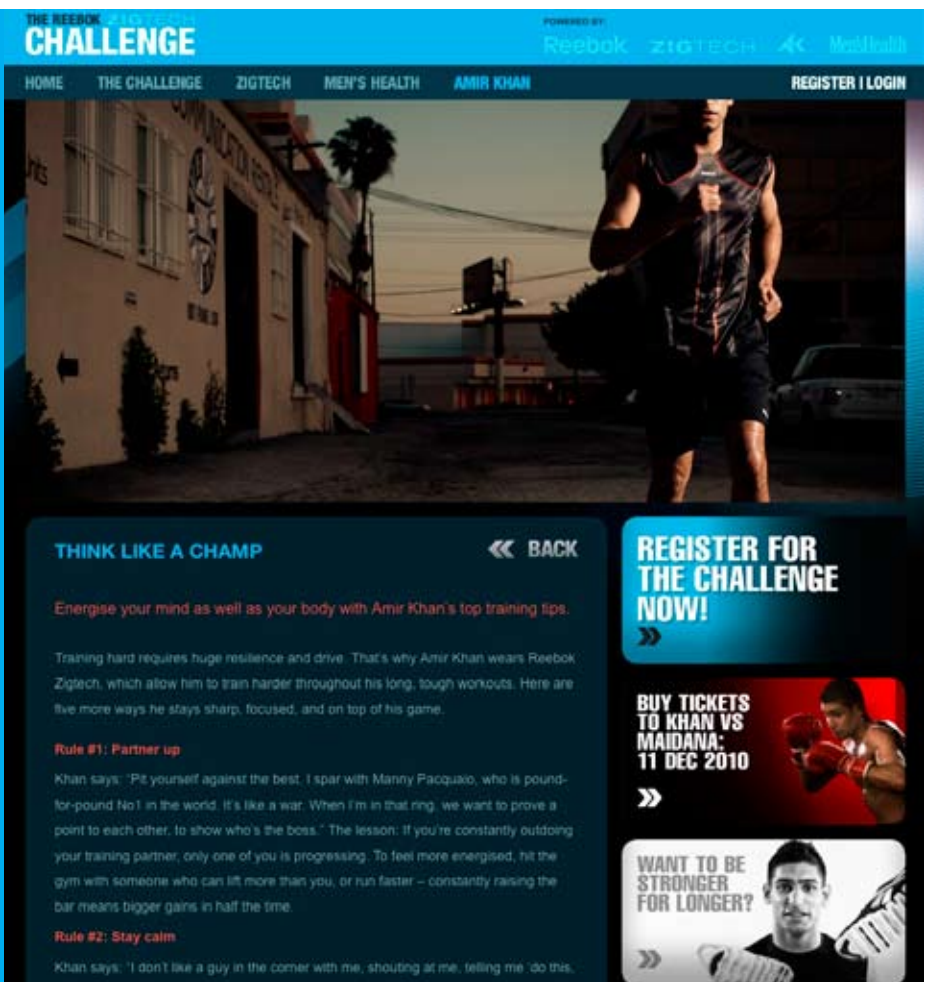 THE REEBOK ZIGTECH
CHALLENGE
POWERED BY:
Reebok ZIGTECH AK Men'sHealth
HOME THE CHALLENGE ZIGTECH MEN'S HEALTH AMIR KHAN REGISTER | LOGIN
THINK LIKE A CHAMP
BACK
Energise your mind as well as your body with Amir Khan's top training tips.
Training hard requires huge resilience and drive. That's why Amir Khan wears Reebok
Zigtech, which allow him to train harder throughout his long, tough workouts. Here are
five more ways he stays sharp, focused, and on top of his game.
Rule #1: Partner up
Khan says: "Pit yourself against the best. I spar with Manny Pacquaio, who is pound-
for-pound No1 in the world. It's like a war. When I'm in that ring, we want to prove a
point to each other, to show who's the boss." The lesson: If you're constantly outdoing
your training partner, only one of you is progressing. To feel more energised, hit the
gym with someone who can lift more than you, or run faster – constantly raising the
bar means bigger gains in half the time.
Rule #2: Stay calm
Khan says: "I don't like a guy in the corner with me, shouting at me, telling me 'do this,
REGISTER FOR
THE CHALLENGE
NOW!
BUY TICKETS
TO KHAN VS
MAIDANA:
11 DEC 2010
WANT TO BE
STRONGER
FOR LONGER?